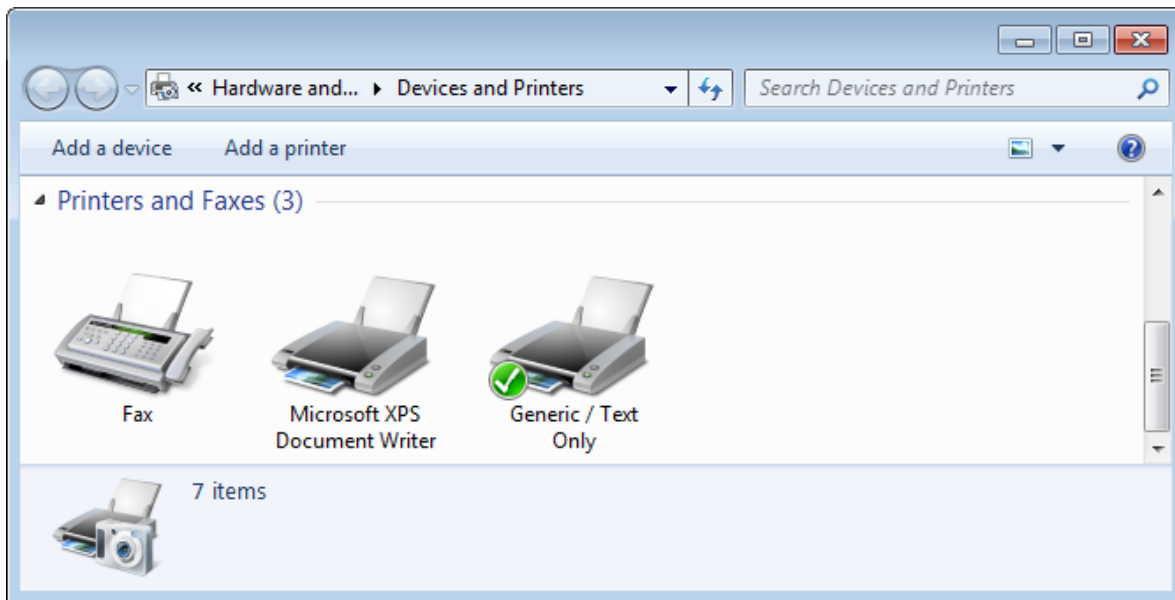 « Hardware and... ▸ Devices and Printers
Search Devices and Printers
Add a device Add a printer
Printers and Faxes (3)
Fax
Microsoft XPS
Document Writer
Generic / Text
Only
7 items